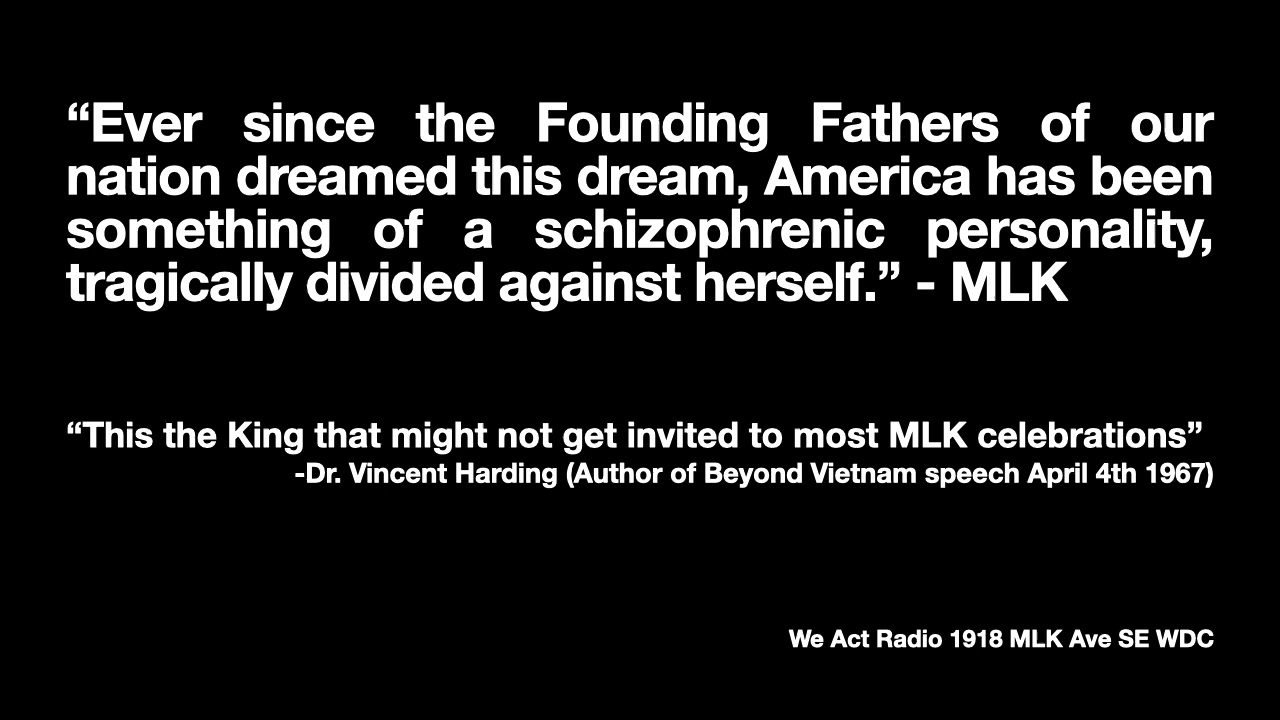 “Ever since the Founding Fathers of our
nation dreamed this dream, America has been
something of a schizophrenic personality,
tragically divided against herself.” - MLK
“This the King that might not get invited to most MLK celebrations”
-Dr. Vincent Harding (Author of Beyond Vietnam speech April 4th 1967)
We Act Radio 1918 MLK Ave SE WDC